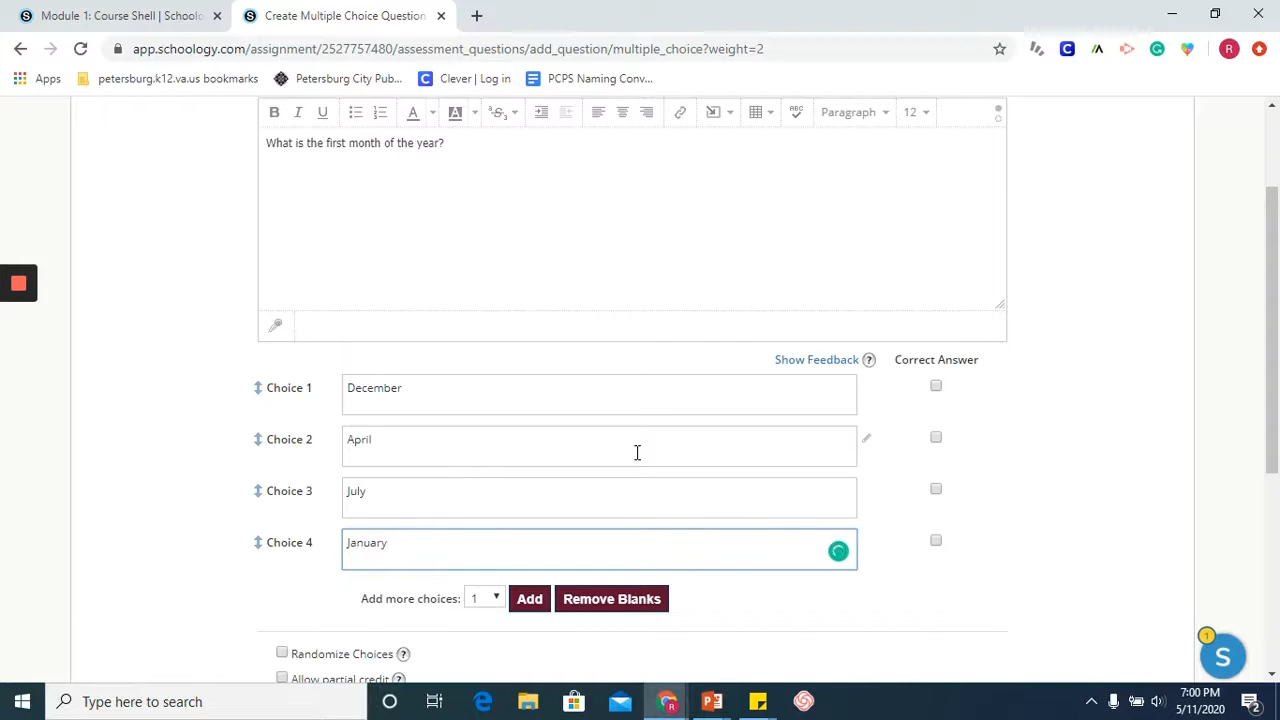 Module 1: Course Shell | Schoolo
Create Multiple Choice Question
app.schoology.com/assignment/2527757480/assessment_questions/add_question/multiple_choice?weight=2
R
Apps
petersburg.k12.va.us bookmarks
Petersburg City Pub...
C
Clever | Log in
PCPS Naming Conv...
B I U
A A
ABC
Paragraph
12
What is the first month of the year?
Show Feedback ?
Correct Answer
Choice 1
December
Choice 2
April
Choice 3
July
Choice 4
January
Add more choices:
1
Add
Remove Blanks
Randomize Choices ?
Allow partial credit ?
1
S
Type here to search
7:00 PM
5/11/2020
2